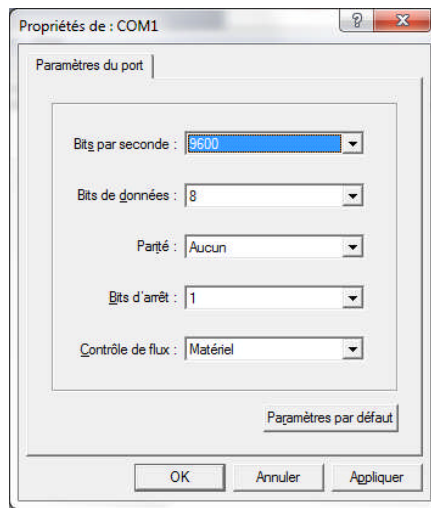 Propriétés de : COM1
Paramètres du port
Bits par seconde : 9600
Bits de données : 8
Parité : Aucun
Bits d'arrêt : 1
Contrôle de flux : Matériel
Paramètres par défaut
OK Annuler Appliquer